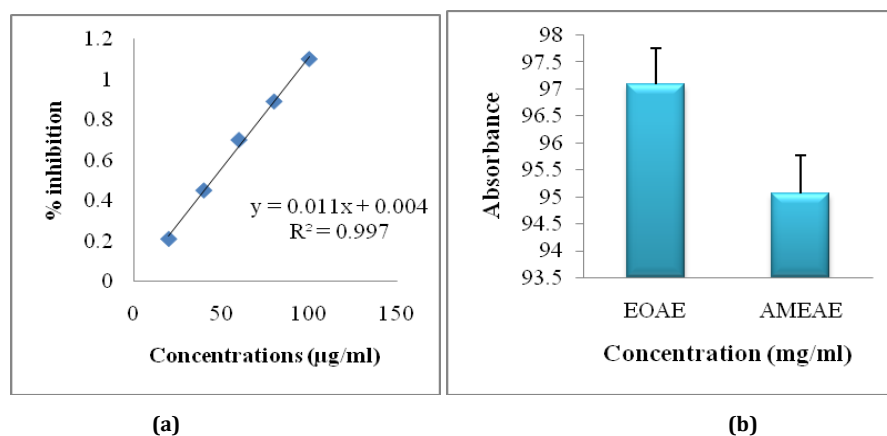 1.2
1
0.8
0.6
0.4
0.2
0
% inhibition
y = 0.011x + 0.004
R² = 0.997
0 50 100 150
Concentrations (µg/ml)
(a)
98
97.5
97
96.5
96
95.5
95
94.5
94
93.5
Absorbance
EOAE AMEAE
Concentration (mg/ml)
(b)